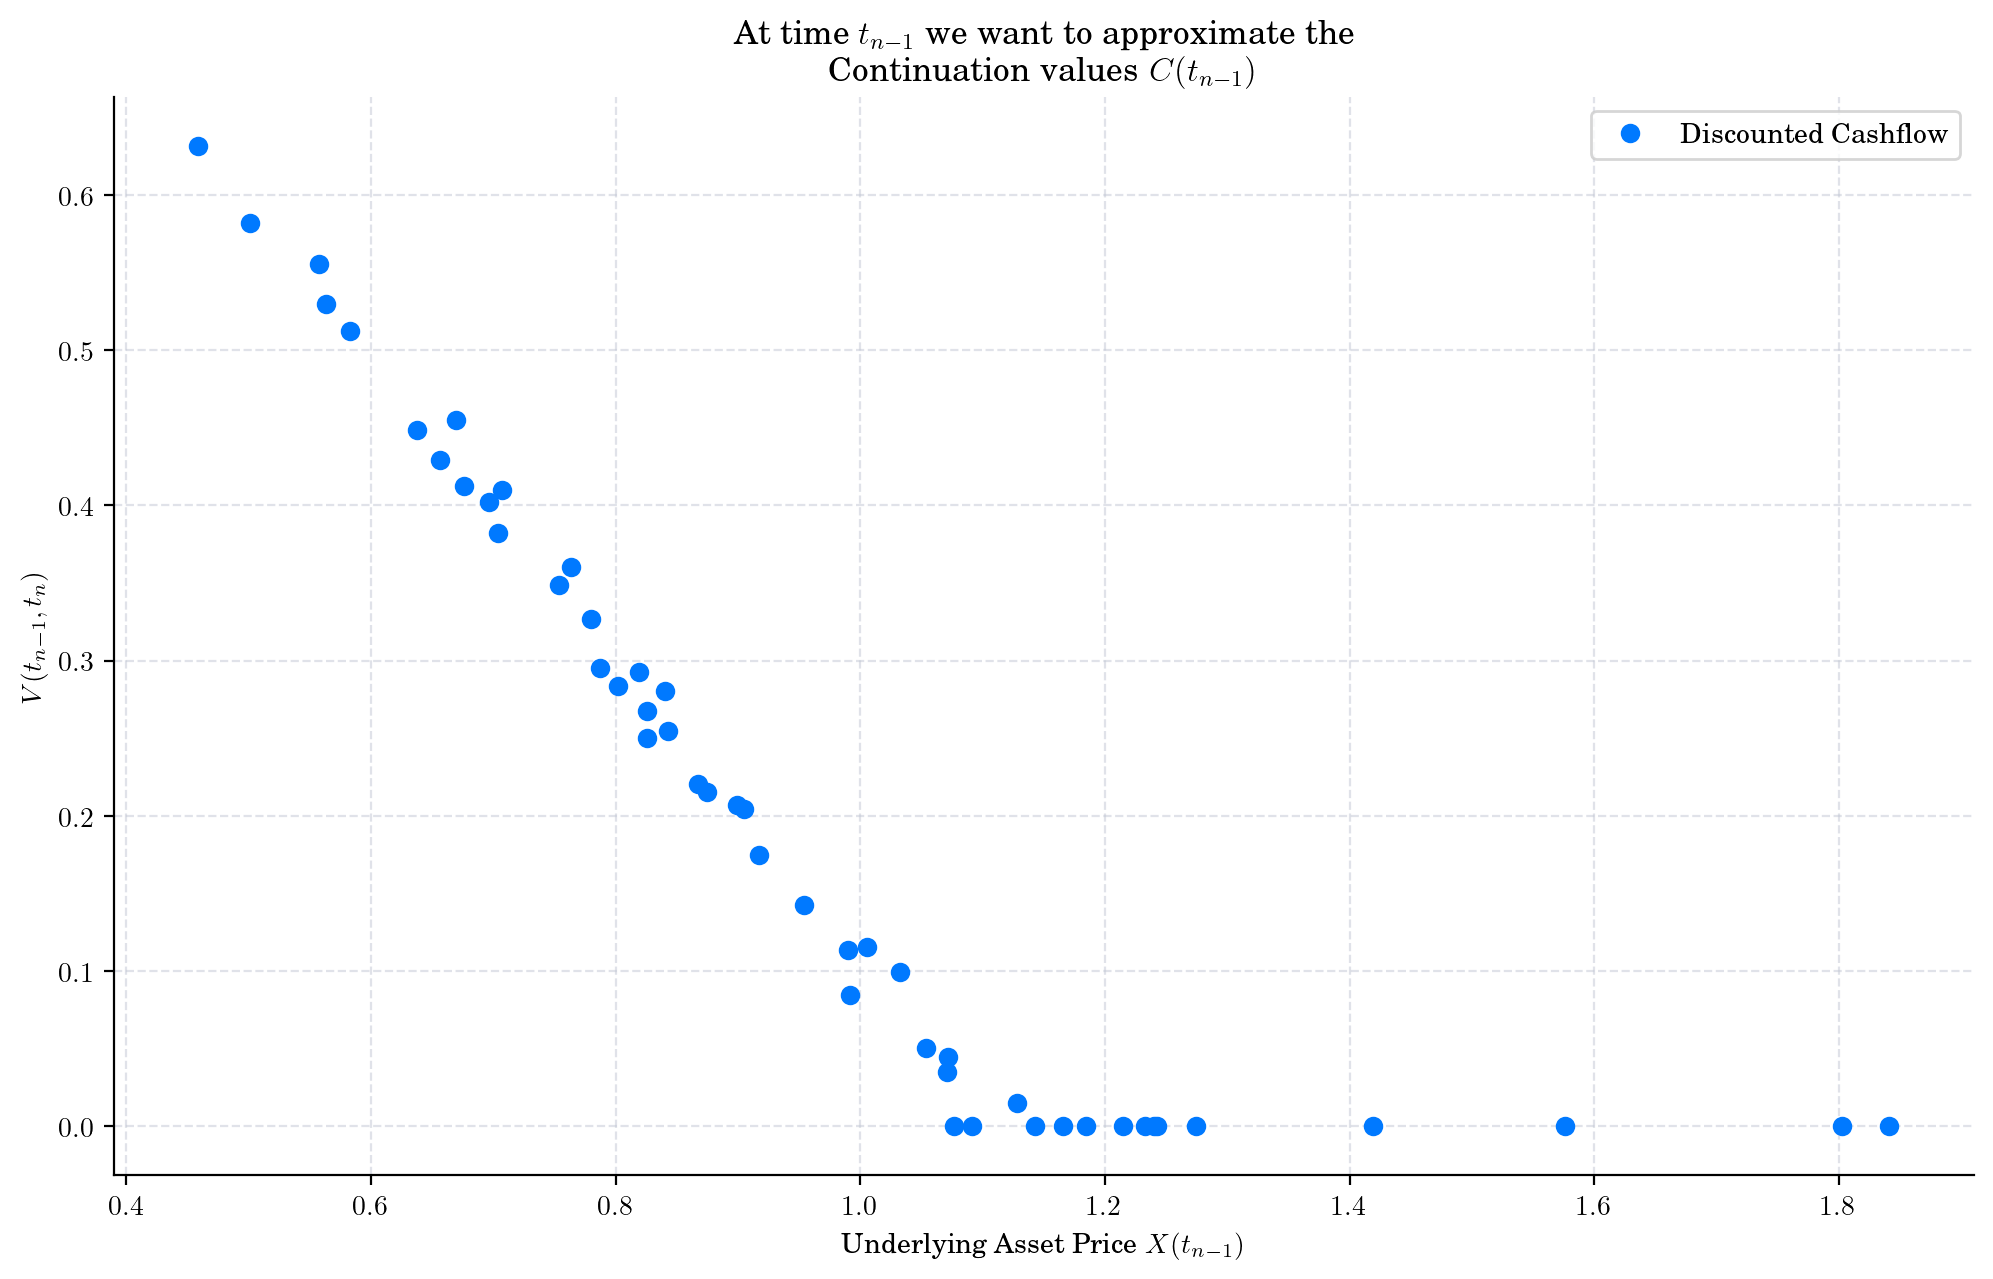 At time $t_{n-1}$ we want to approximate the
Continuation values $C(t_{n-1})$
Discounted Cashflow
0.6
0.5
0.4
0.3
0.2
0.1
0.0
$V(t_{n-1}, t_n)$
0.4 0.6 0.8 1.0 1.2 1.4 1.6 1.8
Underlying Asset Price $X(t_{n-1})$